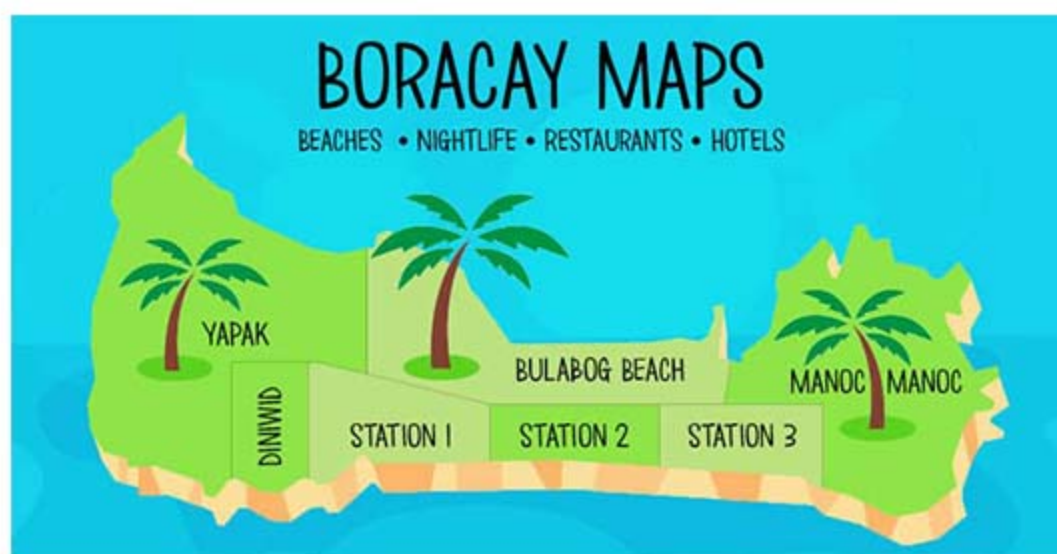 BORACAY MAPS
BEACHES • NIGHTLIFE • RESTAURANTS • HOTELS
YAPAK
BULABOG BEACH
MANOC MANOC
DINIWID
STATION 1
STATION 2
STATION 3